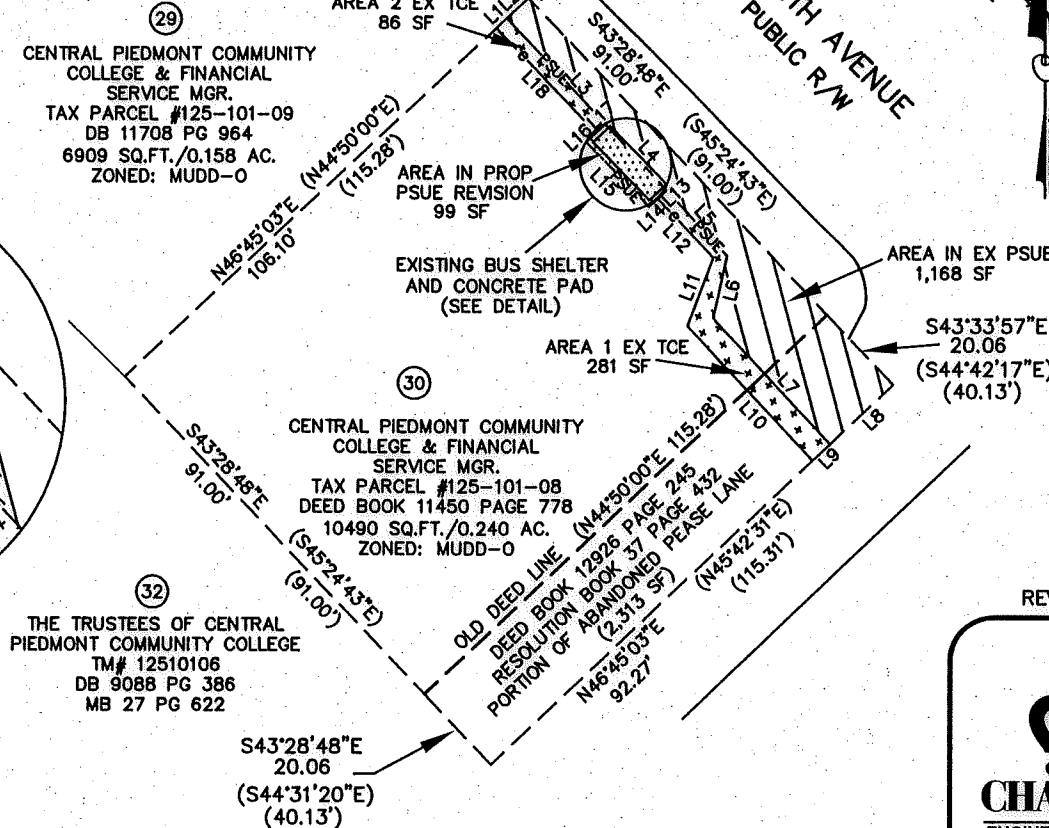 29
CENTRAL PIEDMONT COMMUNITY
COLLEGE & FINANCIAL
SERVICE MGR.
TAX PARCEL #125-101-09
DB 11708 PG 964
6909 SQ.FT./0.158 AC.
ZONED: MUDD-O
AREA 2 EX TCE
86 SF
L1
S43°28'48"E
91.00'
AVENUE
PUBLIC R/W
e
PSUE
L3
L18
(S45°24'43"E)
(91.00')
(N44°50'00"E)
(115.28')
N46°45'03"E
106.10'
L16
L4
AREA IN PROP
PSUE REVISION
99 SF
L15
PSUE
L13
L14
e
L12
L5
PSUE
EXISTING BUS SHELTER
AND CONCRETE PAD
(SEE DETAIL)
L11
L6
AREA IN EX PSUE
1,168 SF
S43°33'57"E
20.06
(S44°42'17"E)
(40.13')
AREA 1 EX TCE
281 SF
L7
L10
L8
L9
30
CENTRAL PIEDMONT COMMUNITY
COLLEGE & FINANCIAL
SERVICE MGR.
TAX PARCEL #125-101-08
DEED BOOK 11450 PAGE 778
10490 SQ.FT./0.240 AC.
ZONED: MUDD-O
S43°28'48"E
91.00'
(S45°24'43"E)
(91.00')
OLD DEED LINE (N44°50'00"E 115.28')
DEED BOOK 12926 PAGE 245
RESOLUTION BOOK 37 PAGE 432
PORTION OF ABANDONED PEASE LANE
(2,313 SF)
(N45°42'31"E)
(115.31')
N46°45'03"E
92.27'
32
THE TRUSTEES OF CENTRAL
PIEDMONT COMMUNITY COLLEGE
TM# 12510106
DB 9088 PG 386
MB 27 PG 622
S43°28'48"E
20.06
(S44°31'20"E)
(40.13')